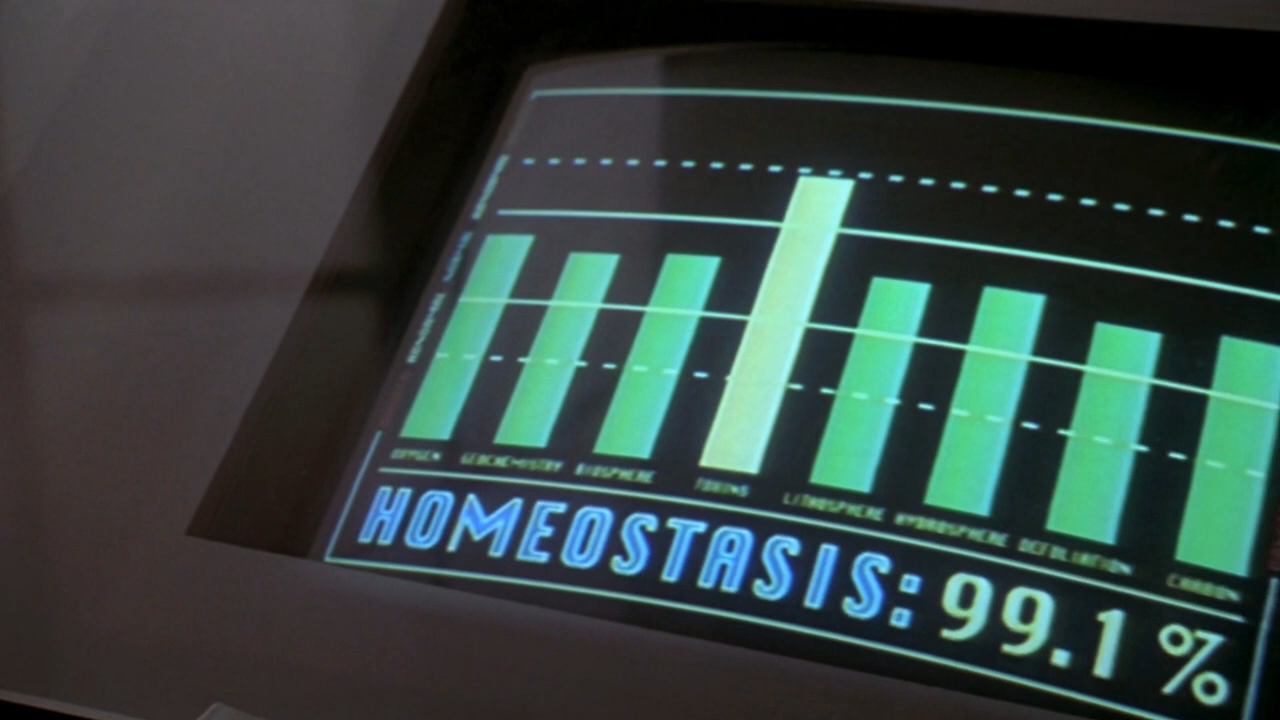 OXYGEN GEOCHEMISTRY BIOSPHERE TOXINS LITHOSPHERE HYDROSPHERE DEFOLIATION CARBON
HOMEOSTASIS: 99.1 %